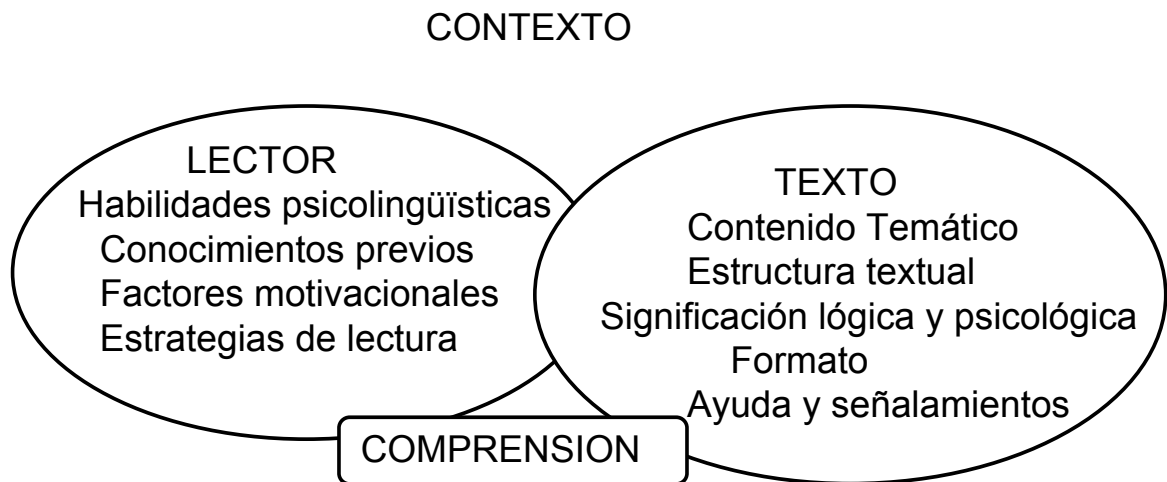 CONTEXTO
LECTOR
Habilidades psicolingüïsticas
Conocimientos previos
Factores motivacionales
Estrategias de lectura
TEXTO
Contenido Temático
Estructura textual
Significación lógica y psicológica
Formato
Ayuda y señalamientos
COMPRENSION